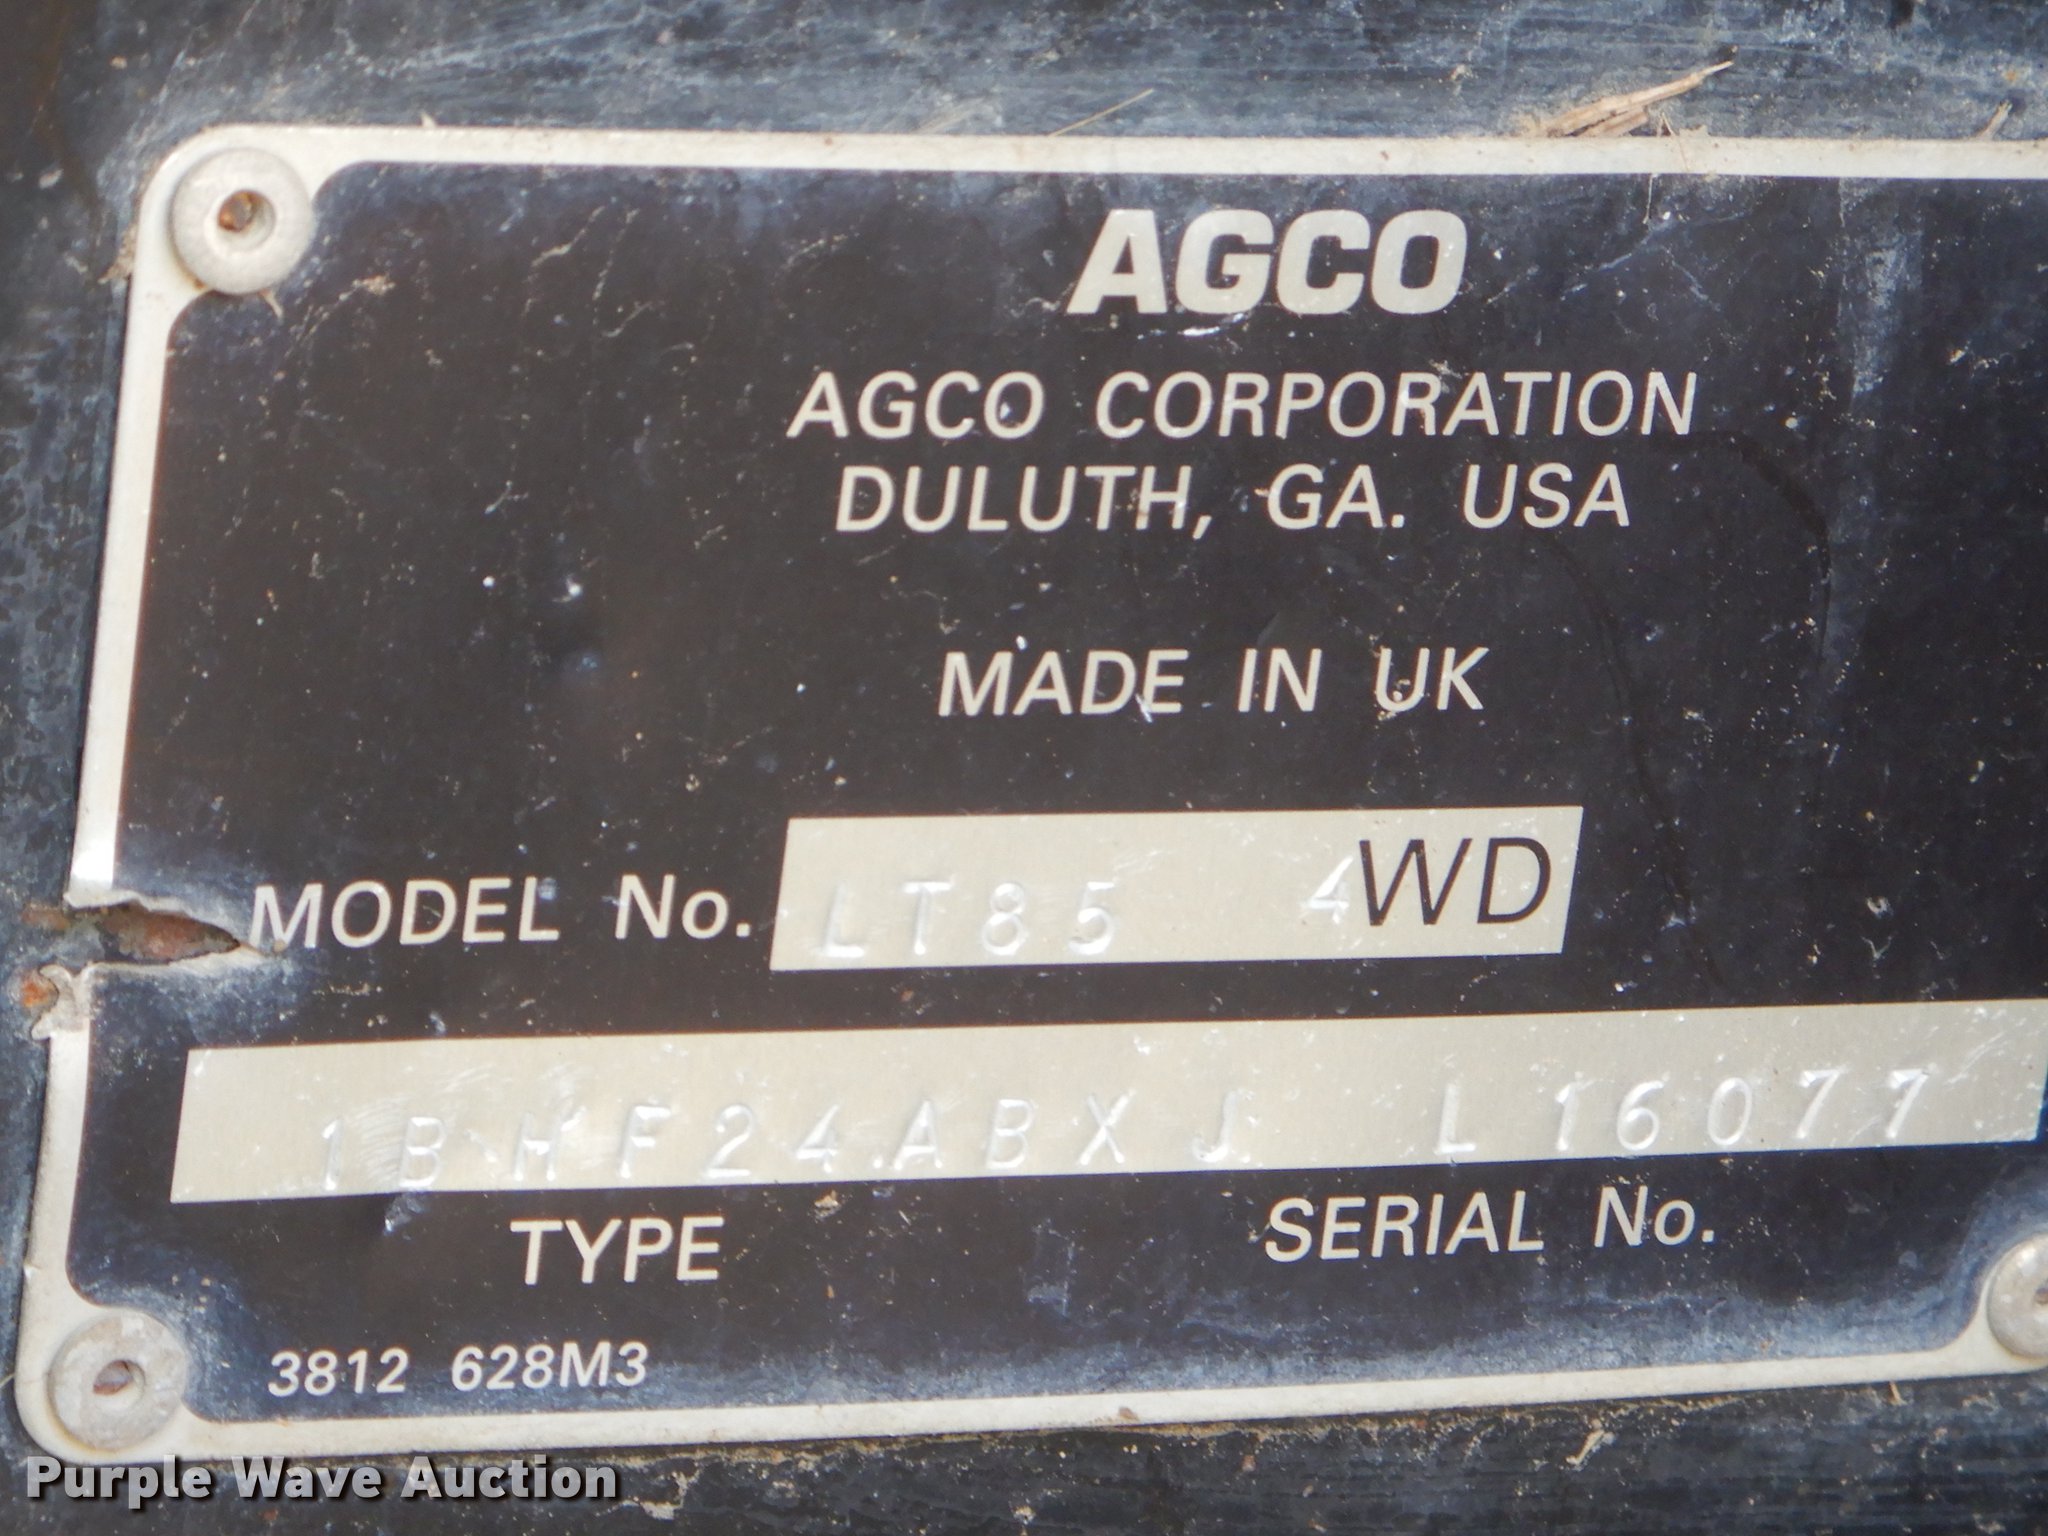 AGCO
AGCO CORPORATION
DULUTH, GA. USA
MADE IN UK
MODEL No. LT85 4WD
1BHF24ABXJ L16077
TYPE SERIAL No.
3812 628M3
Purple Wave Auction